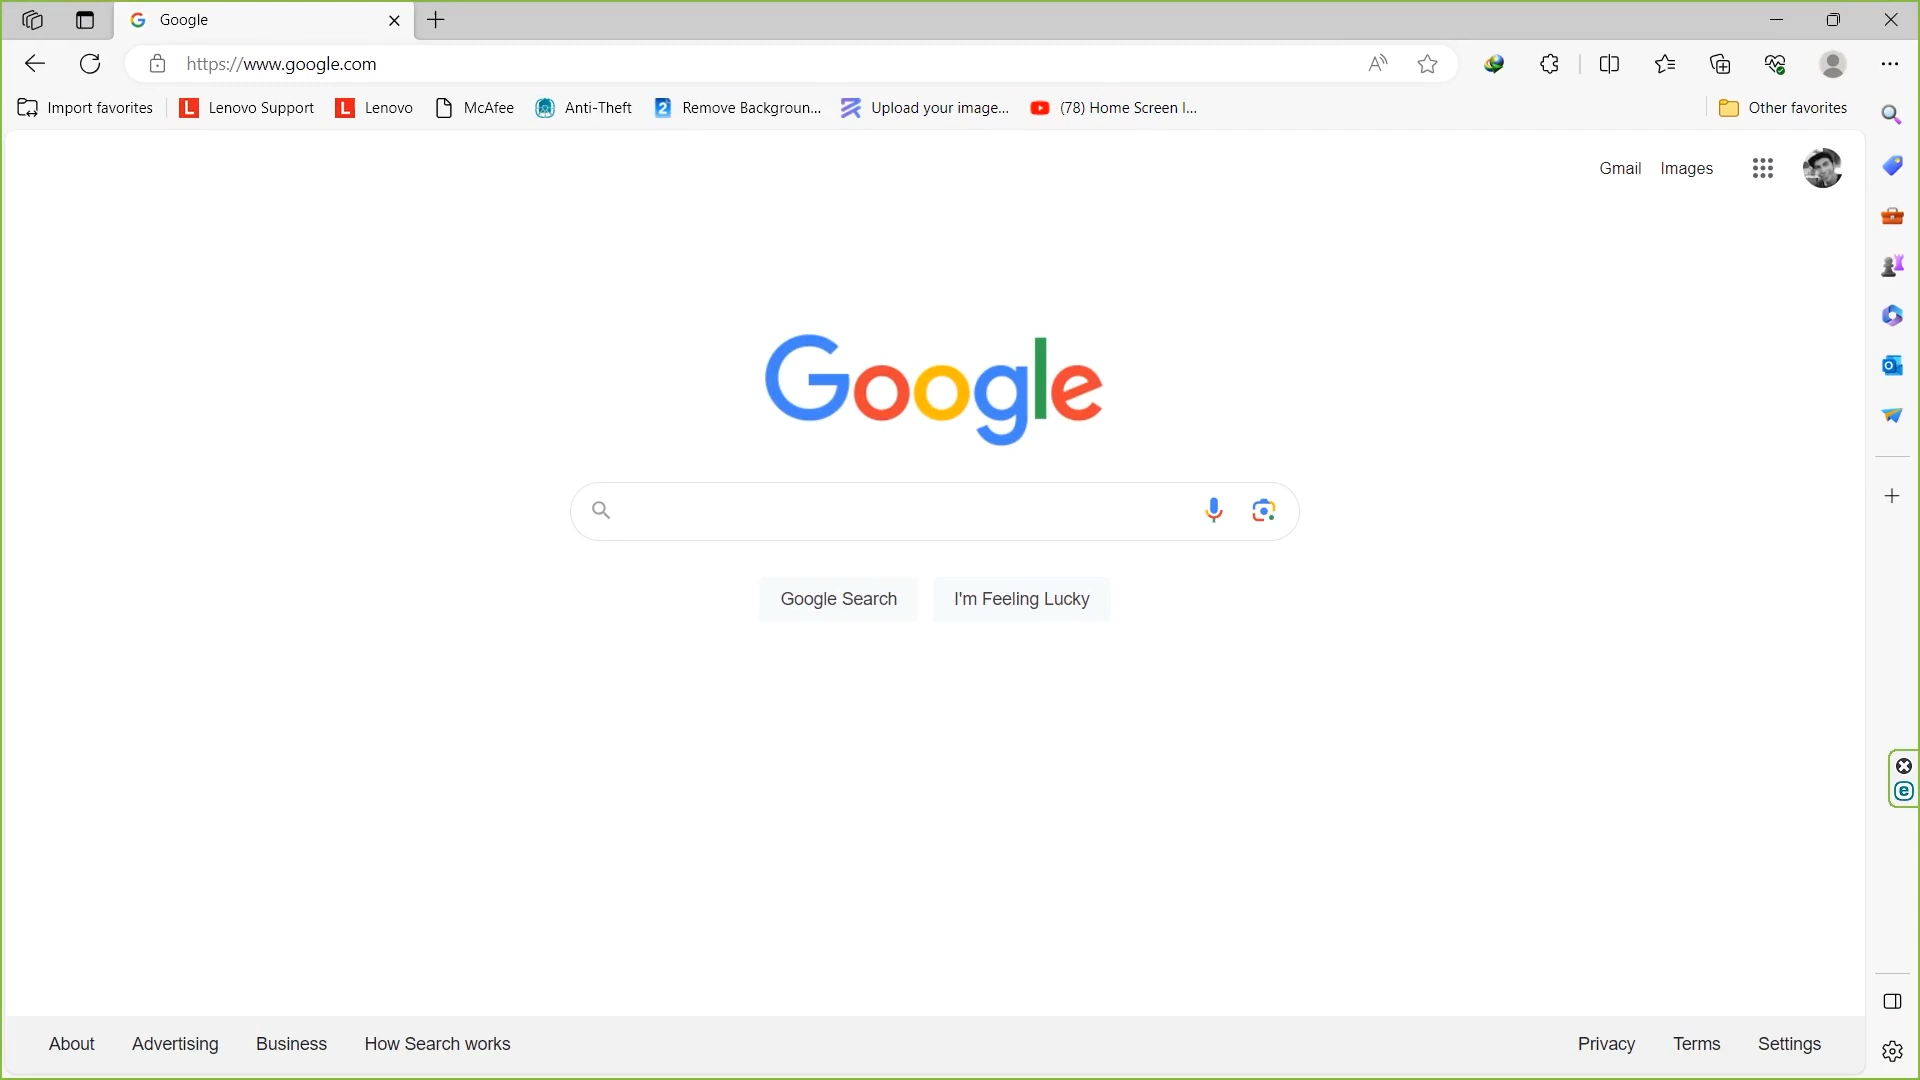 Google
https://www.google.com
Import favorites L Lenovo Support L Lenovo McAfee Anti-Theft 2 Remove Backgroun... Upload your image... (78) Home Screen I... Other favorites
Gmail Images
Google
Google Search I'm Feeling Lucky
About Advertising Business How Search works Privacy Terms Settings